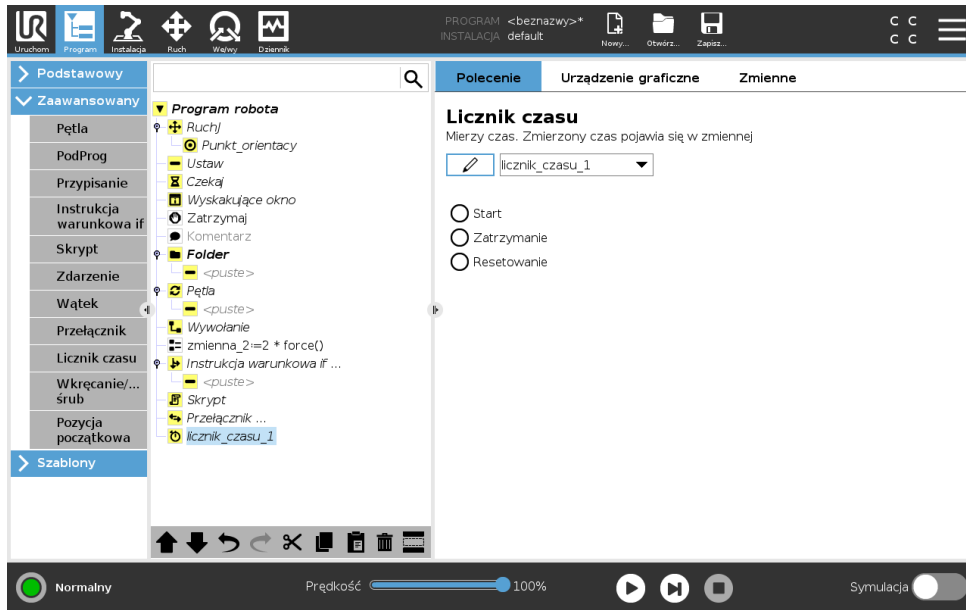 UR
PROGRAM <beznazwy>*
INSTALACJA default
C C
C C
Uruchom
Program
Instalacja
Ruch
We/wy
Dziennik
Nowy...
Otwórz...
Zapisz...
Podstawowy
Zaawansowany
Pętla
PodProg
Przypisanie
Instrukcja
warunkowa if
Skrypt
Zdarzenie
Wątek
Przełącznik
Licznik czasu
Wkręcanie/...
śrub
Pozycja
początkowa
Szablony
Program robota
RuchJ
Punkt_orientacy
Ustaw
Czekaj
Wyskakujące okno
Zatrzymaj
Komentarz
Folder
<puste>
Pętla
<puste>
Wywołanie
zmienna_2:=2 * force()
Instrukcja warunkowa if ...
<puste>
Skrypt
Przełącznik ...
licznik_czasu_1
Polecenie
Urządzenie graficzne
Zmienne
Licznik czasu
Mierzy czas. Zmierzony czas pojawia się w zmiennej
licznik_czasu_1
Start
Zatrzymanie
Resetowanie
Normalny
Prędkość
100%
Symulacja